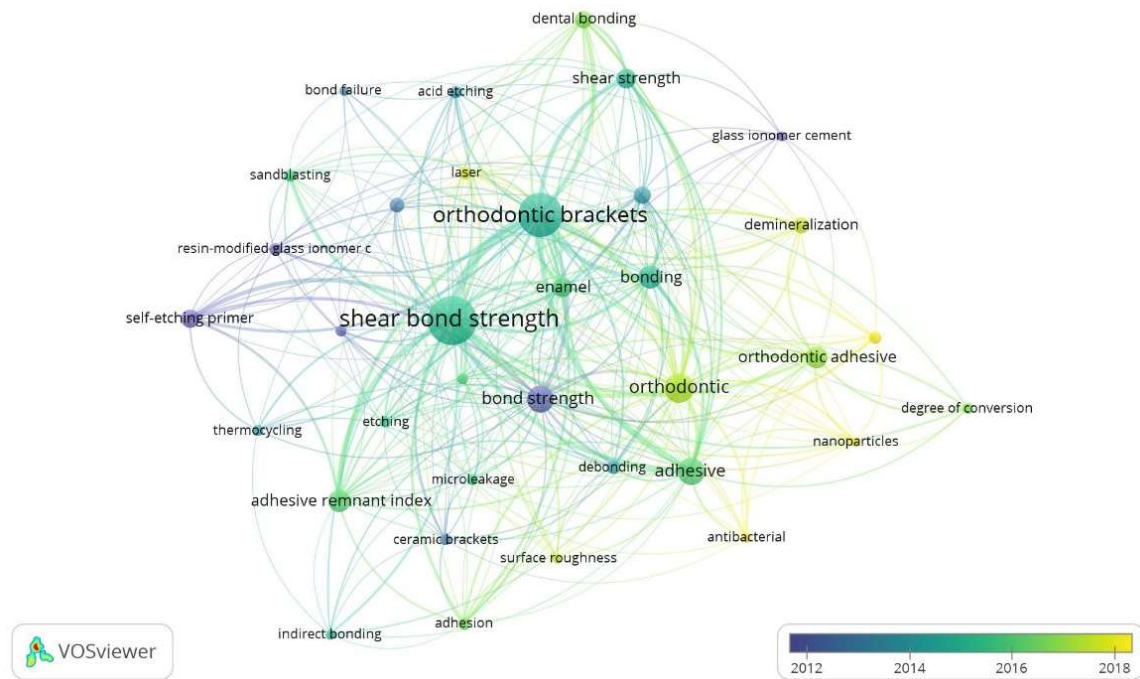 dental bonding
shear strength
bond failure
acid etching
glass ionomer cement
sandblasting
laser
orthodontic brackets
demineralization
resin-modified glass ionomer c
bonding
enamel
self-etching primer
shear bond strength
orthodontic adhesive
orthodontic
bond strength
degree of conversion
etching
thermocycling
nanoparticles
debonding
adhesive
microleakage
adhesive remnant index
antibacterial
ceramic brackets
surface roughness
adhesion
indirect bonding
VOSviewer
2012
2014
2016
2018